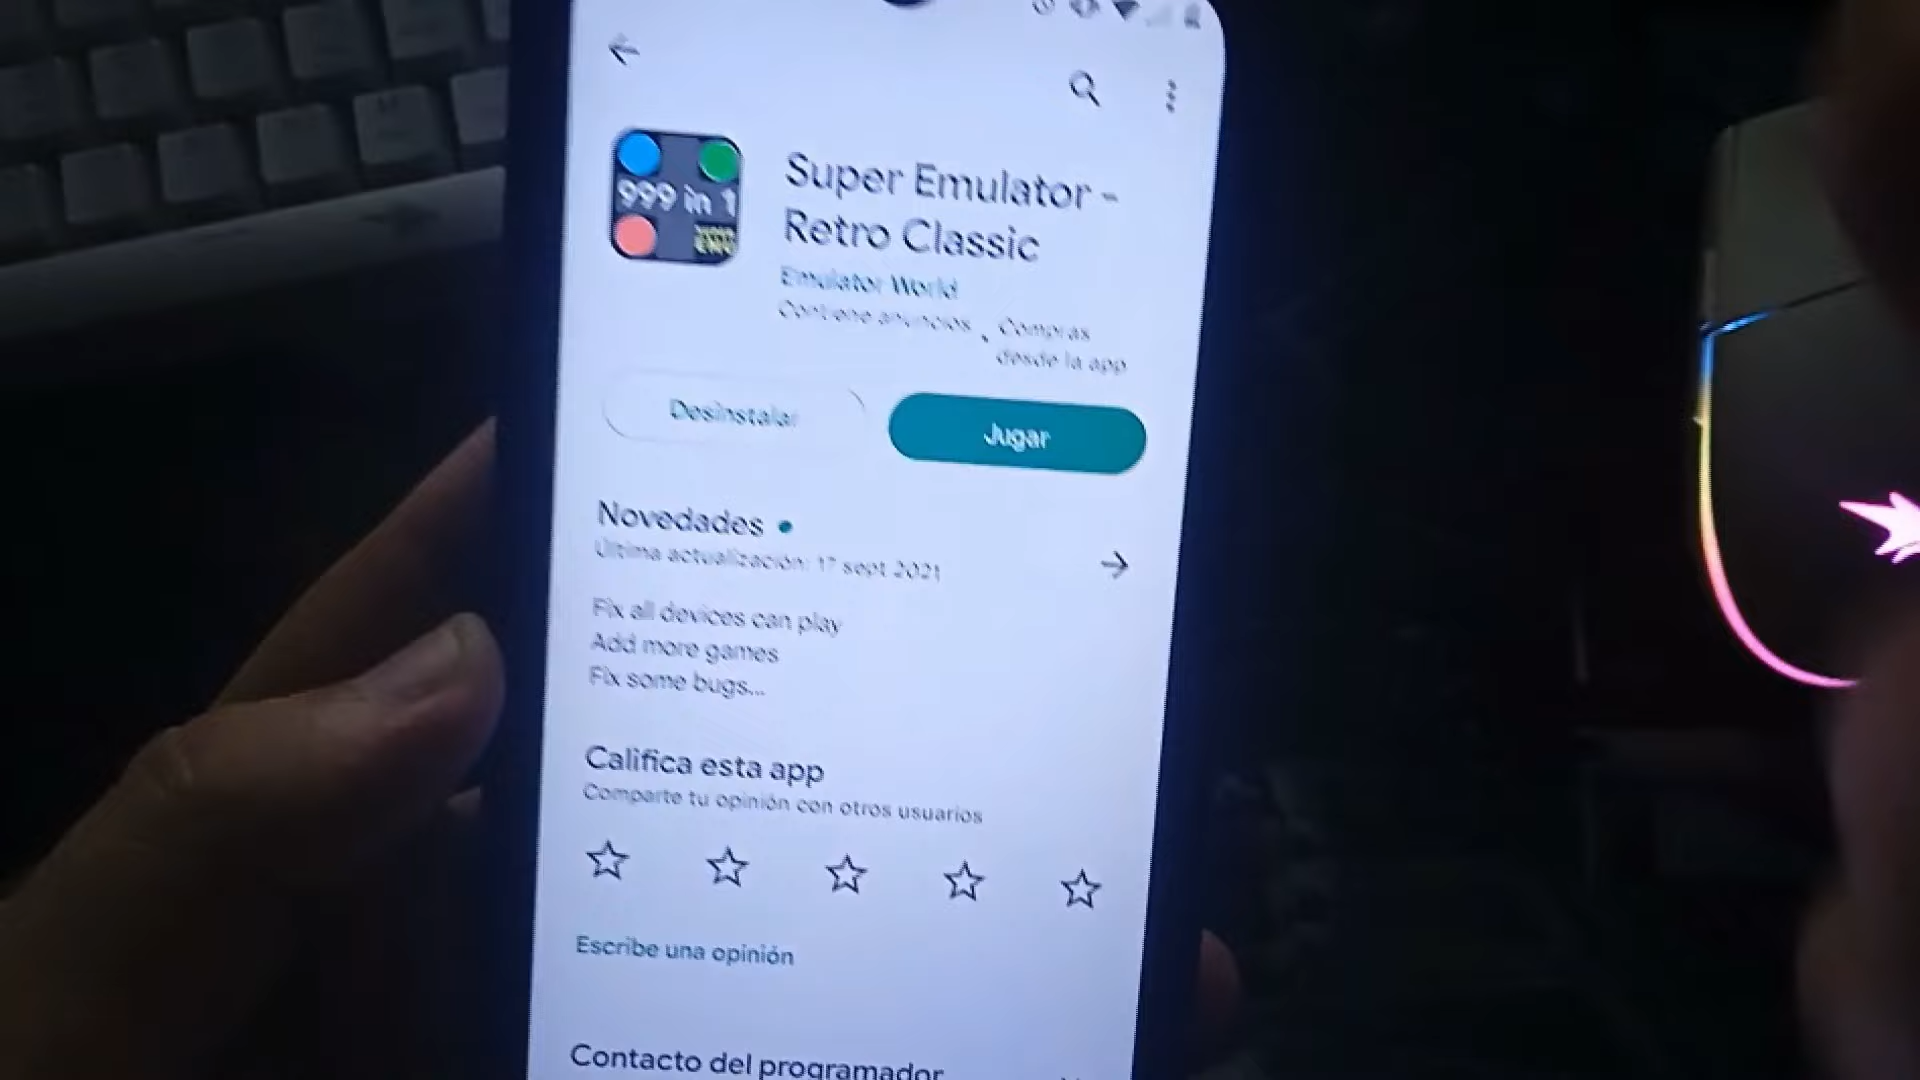 999 in 1
Super Emulator -
Retro Classic
Emulator World
Contiene anuncios
Compras
desde la app
Desinstalar
Jugar
Novedades
Última actualización: 17 sept 2021
Fix all devices can play
Add more games
Fix some bugs...
Califica esta app
Comparte tu opinión con otros usuarios
Escribe una opinión
Contacto del programador